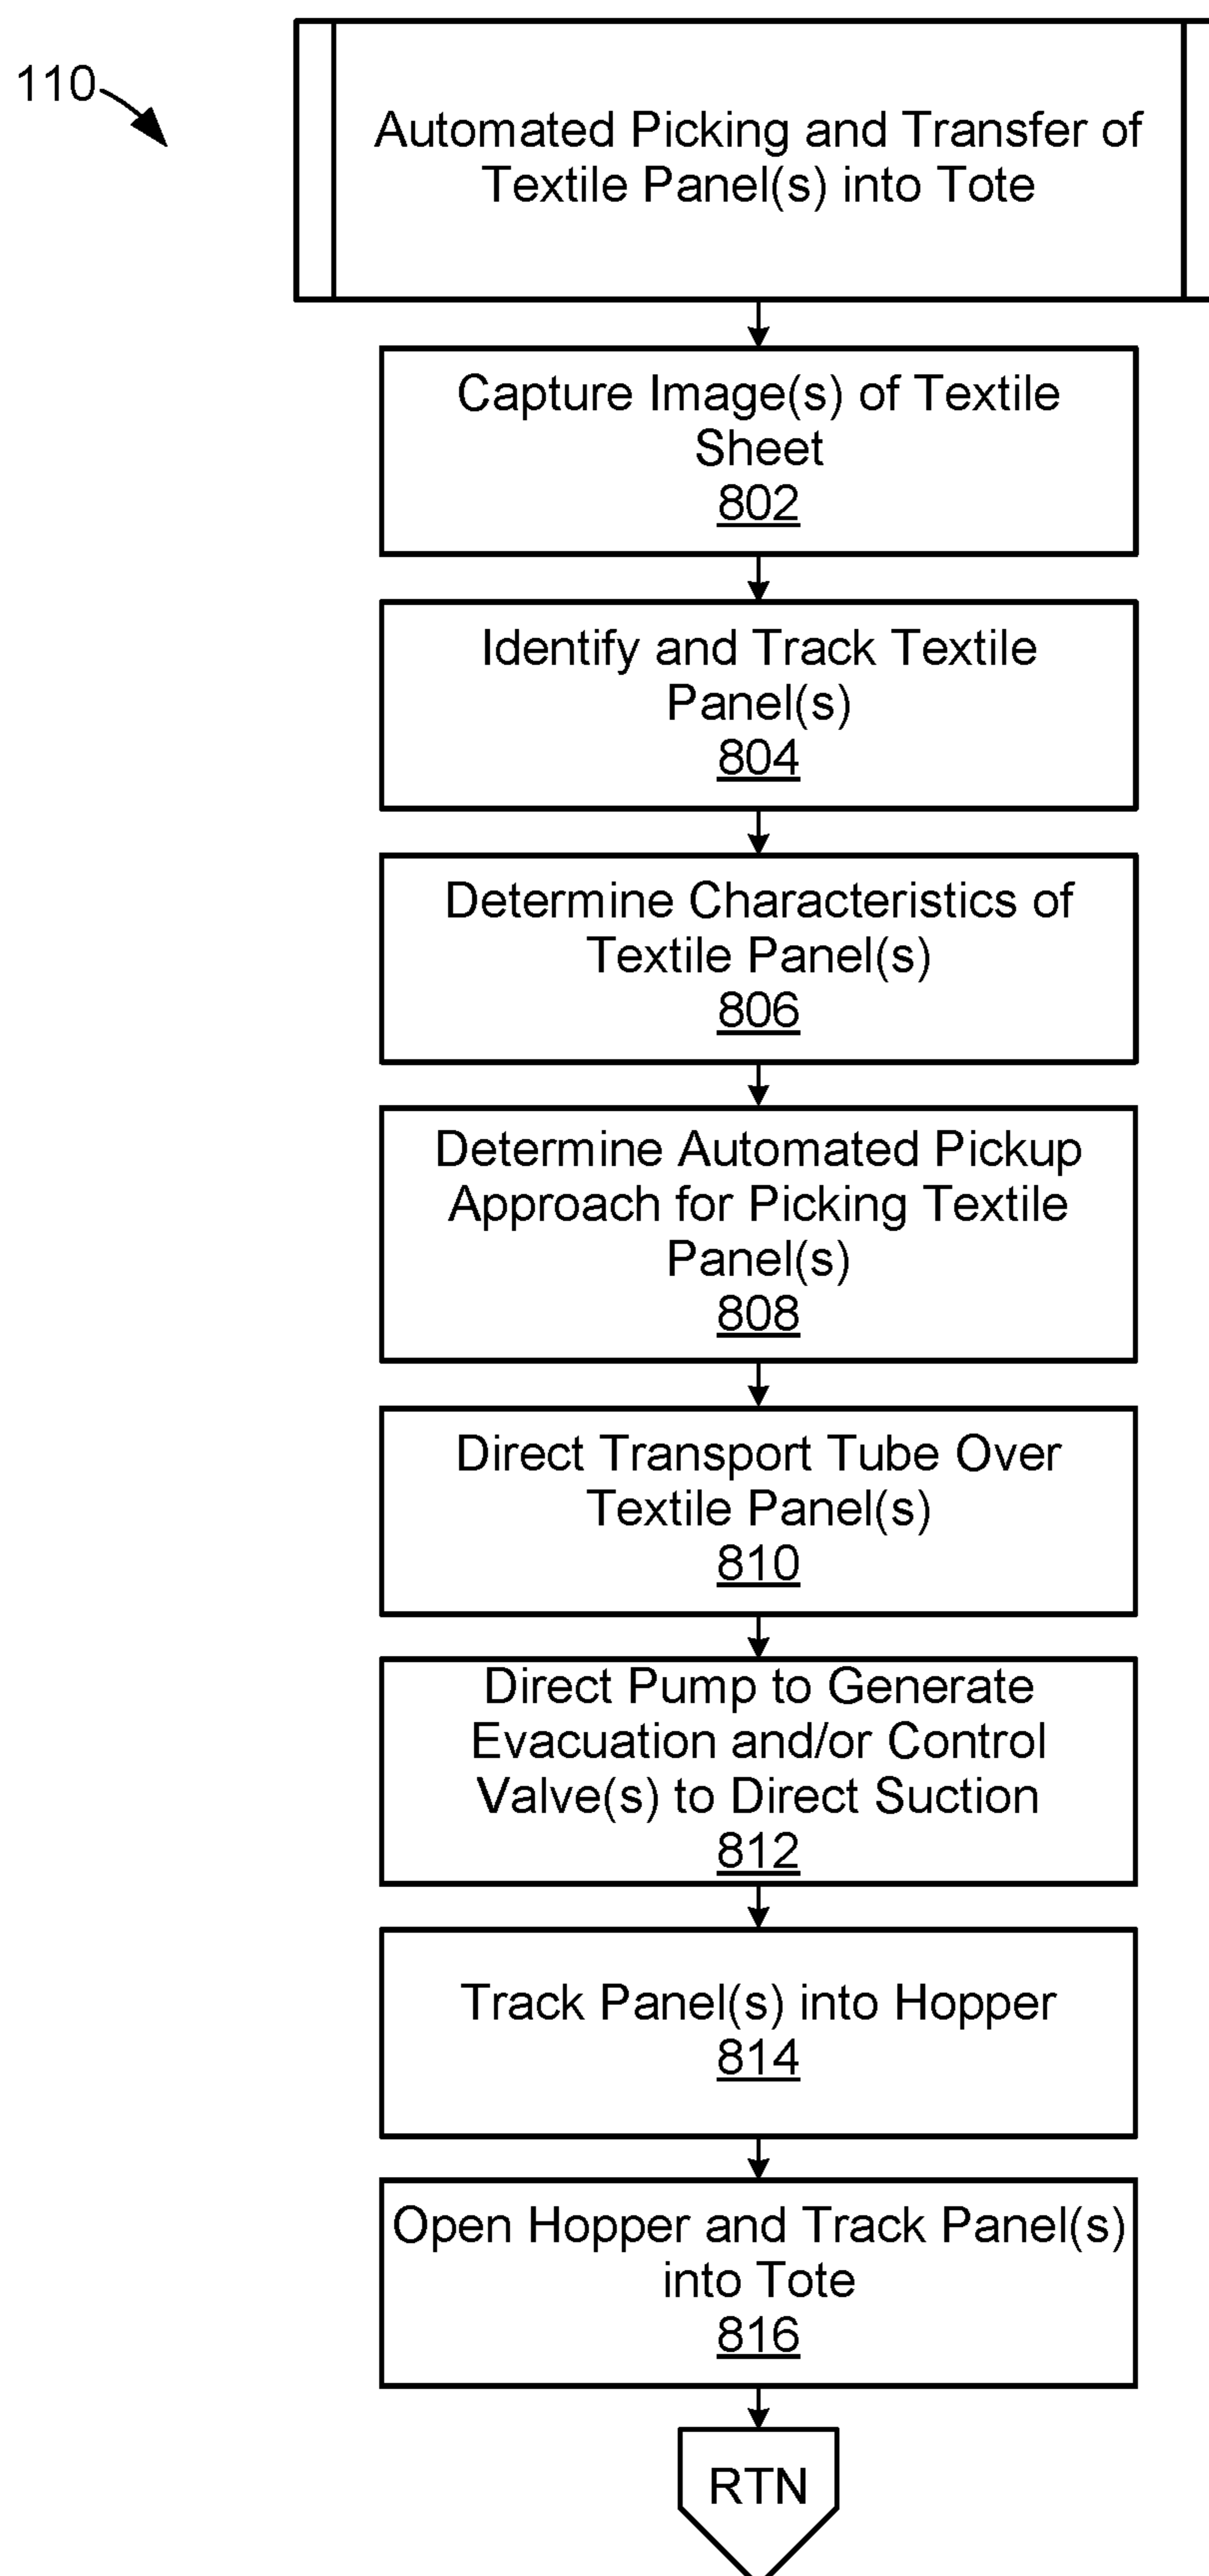 110
Automated Picking and Transfer of
Textile Panel(s) into Tote
Capture Image(s) of Textile
Sheet
802
Identify and Track Textile
Panel(s)
804
Determine Characteristics of
Textile Panel(s)
806
Determine Automated Pickup
Approach for Picking Textile
Panel(s)
808
Direct Transport Tube Over
Textile Panel(s)
810
Direct Pump to Generate
Evacuation and/or Control
Valve(s) to Direct Suction
812
Track Panel(s) into Hopper
814
Open Hopper and Track Panel(s)
into Tote
816
RTN